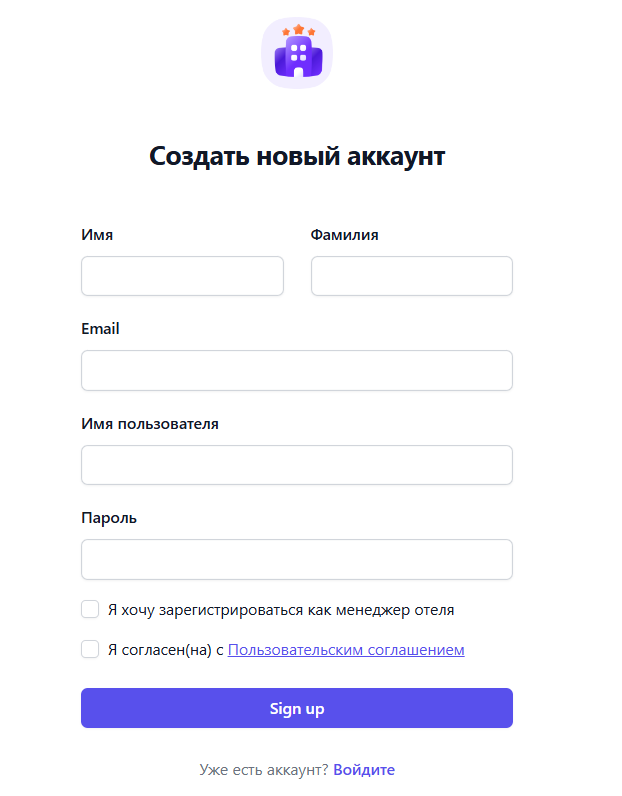 Создать новый аккаунт
Имя
Фамилия
Email
Имя пользователя
Пароль
Я хочу зарегистрироваться как менеджер отеля
Я согласен(на) с Пользовательским соглашением
Sign up
Уже есть аккаунт? Войдите